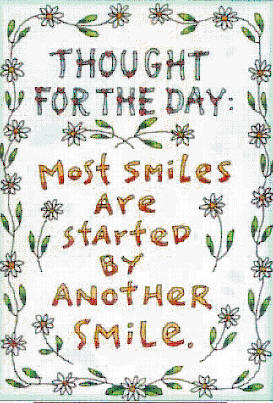 THOUGHT
FOR THE DAY:
MOST SMILES
ARE
STARTED
BY
ANOTHER
SMILE.